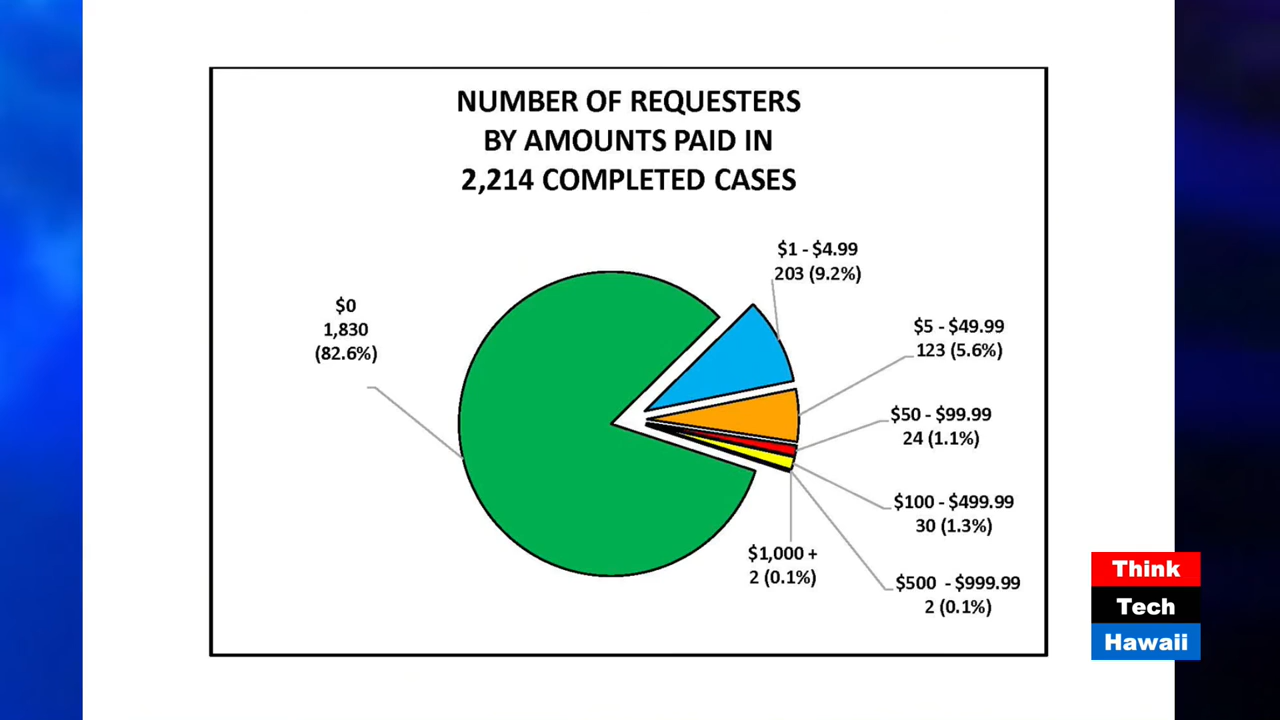 NUMBER OF REQUESTERS
BY AMOUNTS PAID IN
2,214 COMPLETED CASES
$1 - $4.99
203 (9.2%)
$0
1,830
(82.6%)
$5 - $49.99
123 (5.6%)
$50 - $99.99
24 (1.1%)
$100 - $499.99
30 (1.3%)
$1,000 +
2 (0.1%)
$500 - $999.99
2 (0.1%)
Think
Tech
Hawaii